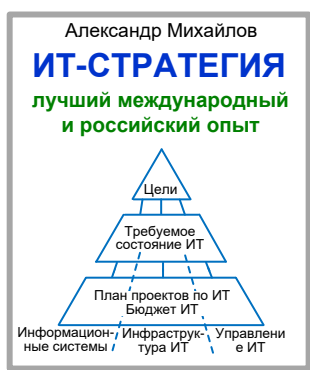 Александр Михайлов
ИТ-СТРАТЕГИЯ
лучший международный
и российский опыт
Цели
Требуемое
состояние ИТ
План проектов по ИТ
Бюджет ИТ
Информацион- Инфраструк- Управлени
ные системы тура ИТ е ИТ